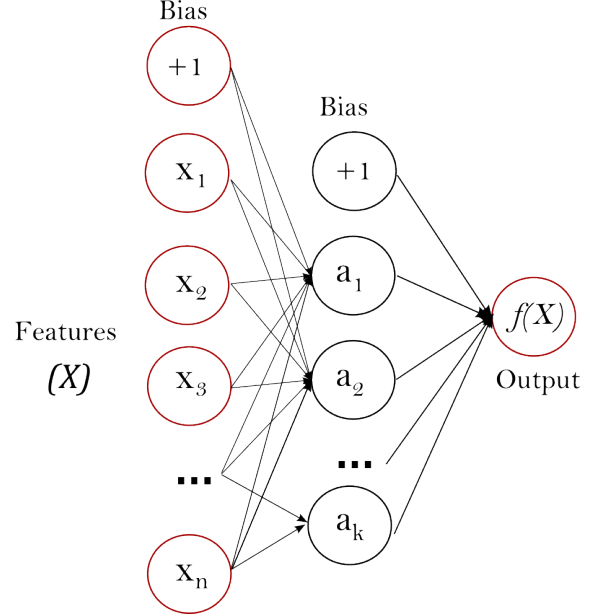 Bias
+1
x1
x2
x3
...
xn
Features
(X)
Bias
+1
a1
a2
...
ak
f(X)
Output